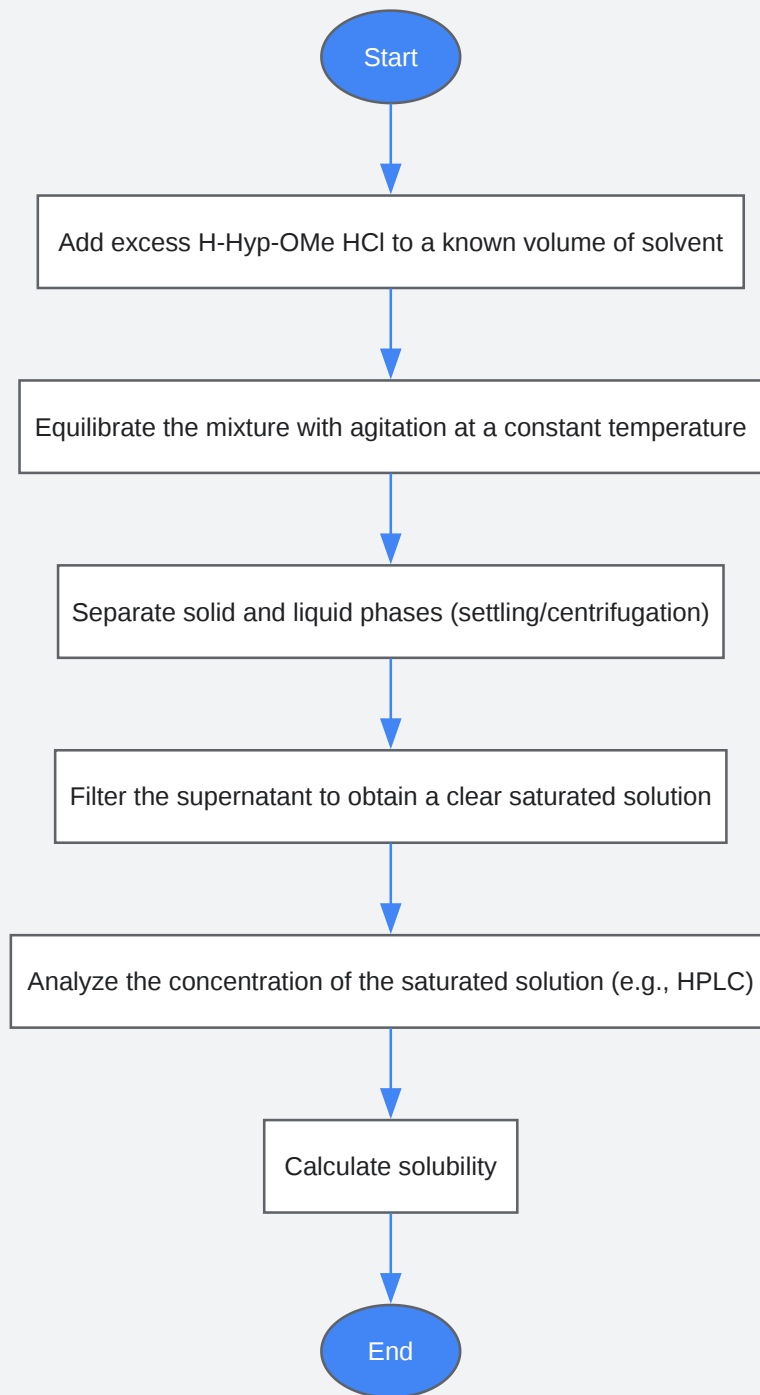 Start
Add excess H-Hyp-OMe HCl to a known volume of solvent
Equilibrate the mixture with agitation at a constant temperature
Separate solid and liquid phases (settling/centrifugation)
Filter the supernatant to obtain a clear saturated solution
Analyze the concentration of the saturated solution (e.g., HPLC)
Calculate solubility
End